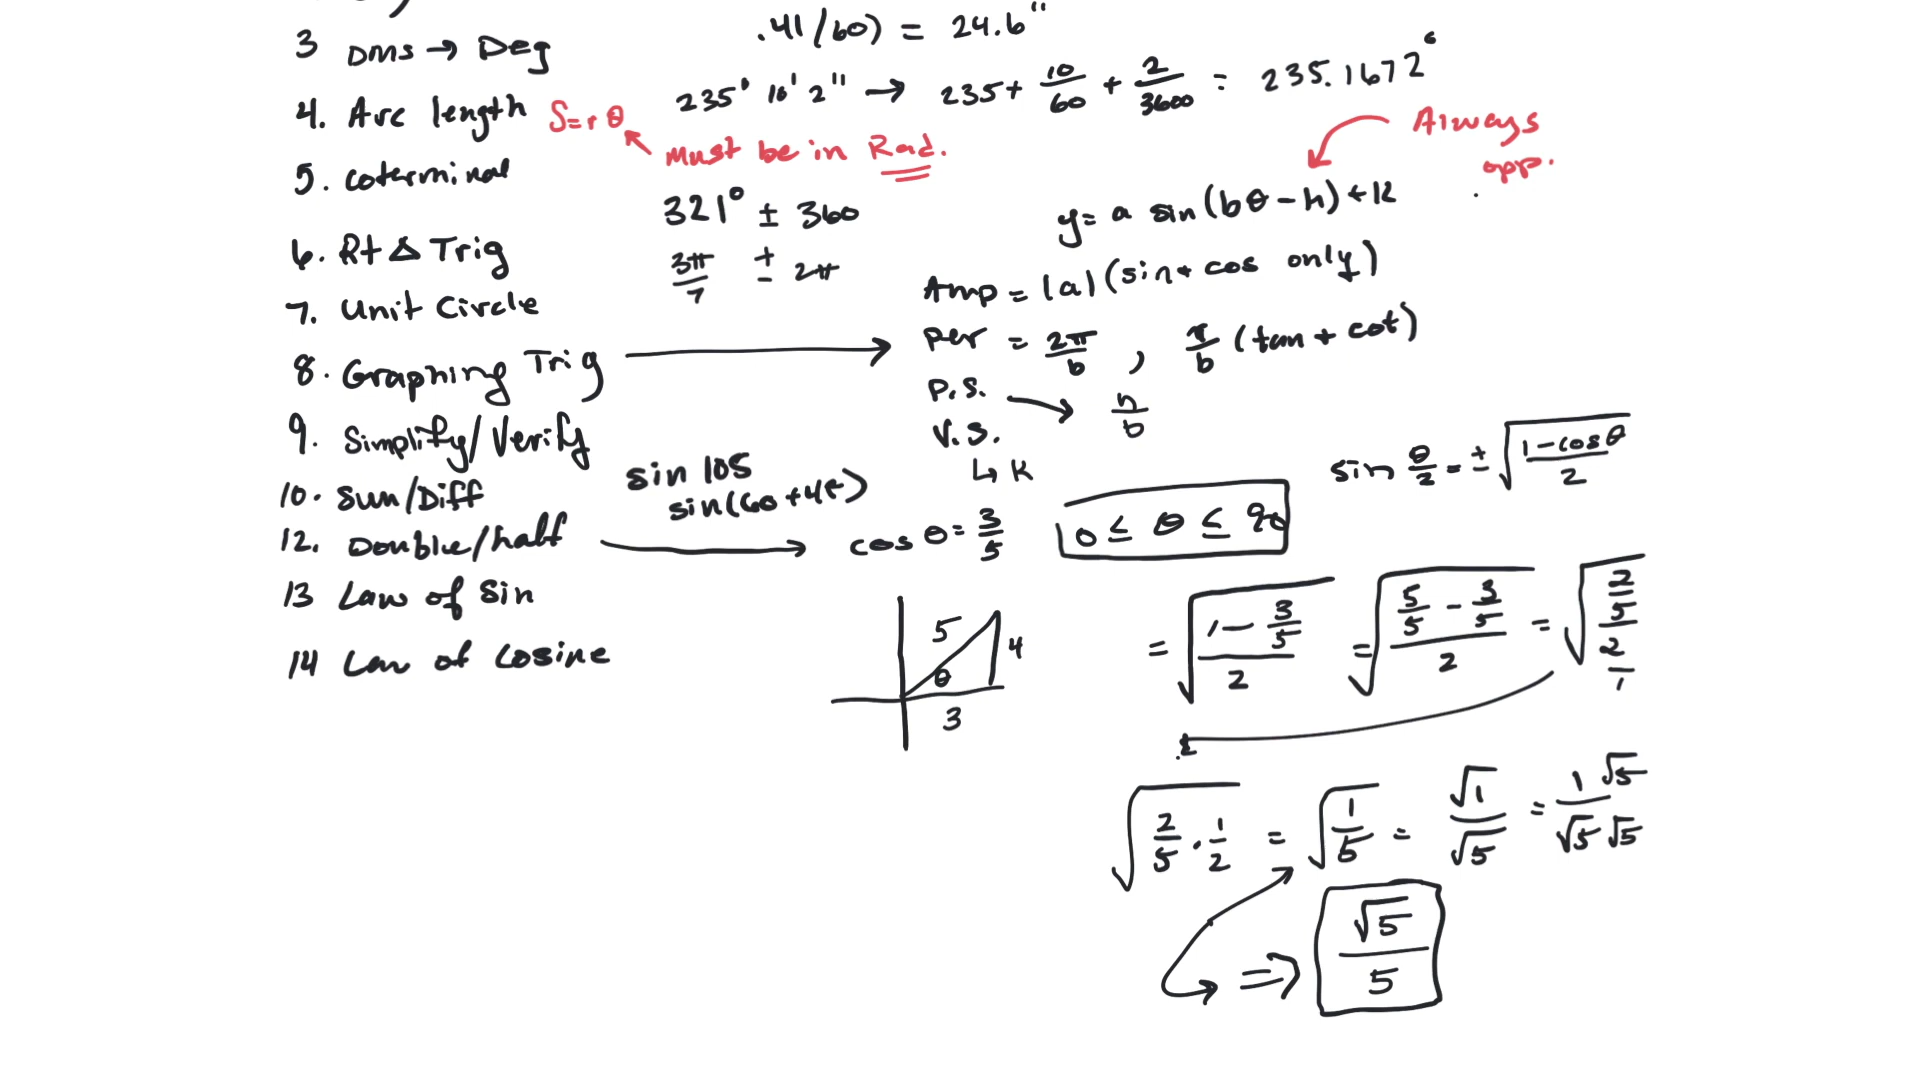 .41/60) = 24.6"
3 DMS → Deg
235° 10' 2" → 235 + 10/60 + 2/3600 = 235.1672°
4. Arc length S=rθ
must be in Rad.
Always
opp.
5. coterminal
321° ± 360
3π/7 ± 2π
y= a sin(bθ-h)+k
6. Rt △ Trig
Amp = |a| (sin + cos only)
7. Unit Circle
8. Graphing Trig →
Per = 2π/b , π/b (tan + cot)
P.S. → h/b
V.S.
↳ K
9. Simplify/Verify
10. Sum/Diff
sin 105
sin(60+45)
sin θ/2 = ± √((1-cosθ)/2)
12. Double/half →
cos θ = 3/5
0 ≤ θ ≤ 90
13 Law of Sin
14 Law of Cosine
5
4
θ
3
= √((1-3/5)/2) = √((5/5-3/5)/2) = √((2/5)/(2/1))
√(2/5 · 1/2) = √(1/5) = √1/√5 = 1/√5 √5/√5
⇒ √5/5